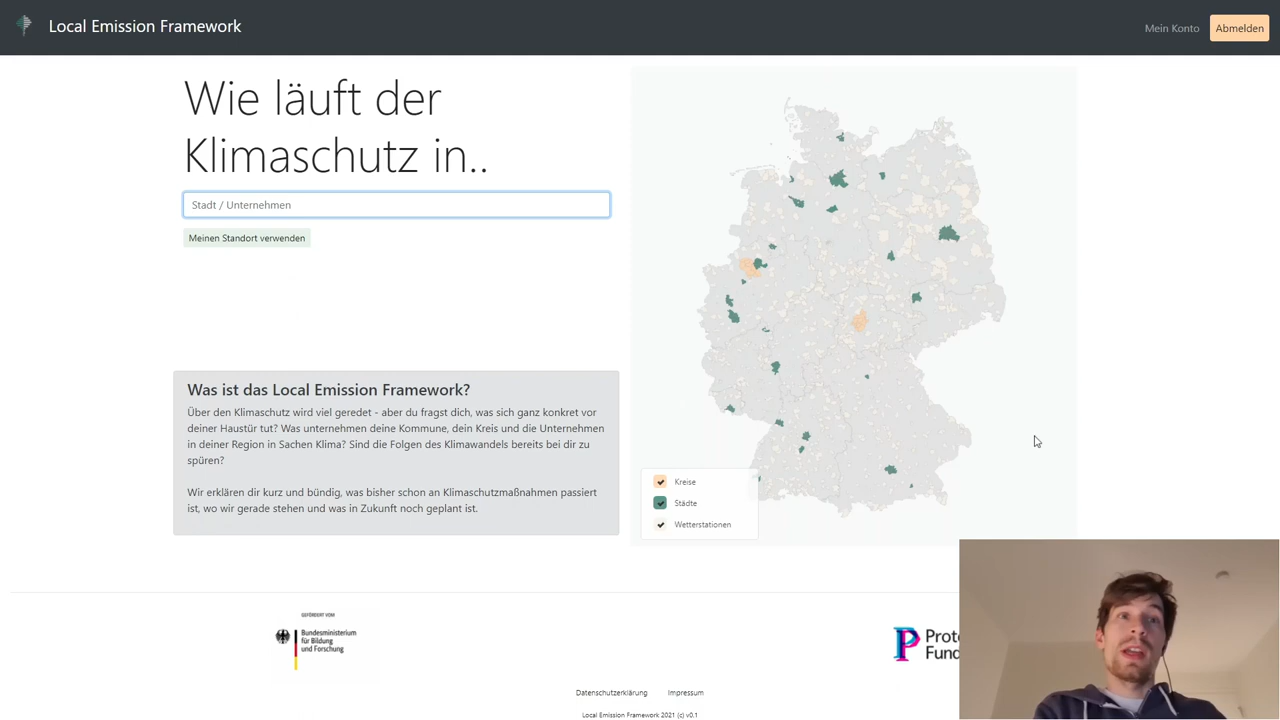 Local Emission Framework
Mein Konto
Abmelden
Wie läuft der
Klimaschutz in..
Stadt / Unternehmen
Meinen Standort verwenden
Was ist das Local Emission Framework?
Über den Klimaschutz wird viel geredet - aber du fragst dich, was sich ganz konkret vor
deiner Haustür tut? Was unternehmen deine Kommune, dein Kreis und die Unternehmen
in deiner Region in Sachen Klima? Sind die Folgen des Klimawandels bereits bei dir zu
spüren?
Wir erklären dir kurz und bündig, was bisher schon an Klimaschutzmaßnahmen passiert
ist, wo wir gerade stehen und was in Zukunft noch geplant ist.
Kreise
Städte
Wetterstationen
GEFÖRDERT VOM
Bundesministerium
für Bildung
und Forschung
Prot
Fund
Datenschutzerklärung
Impressum
Local Emission Framework 2021 (c) v0.1